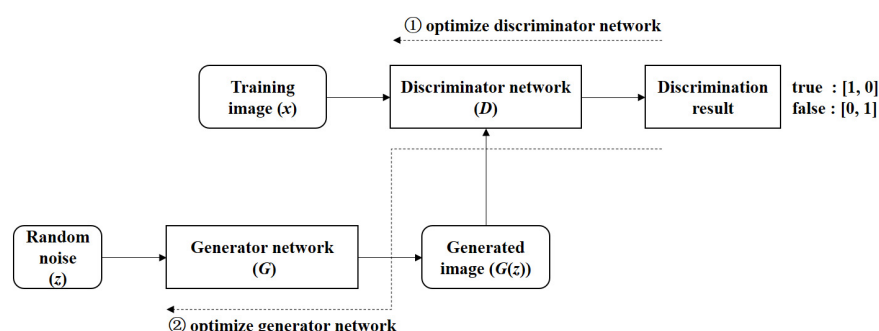 ① optimize discriminator network
Training
image (x)
Discriminator network
(D)
Discrimination
result
true : [1, 0]
false : [0, 1]
Random
noise
(z)
Generator network
(G)
Generated
image (G(z))
② optimize generator network